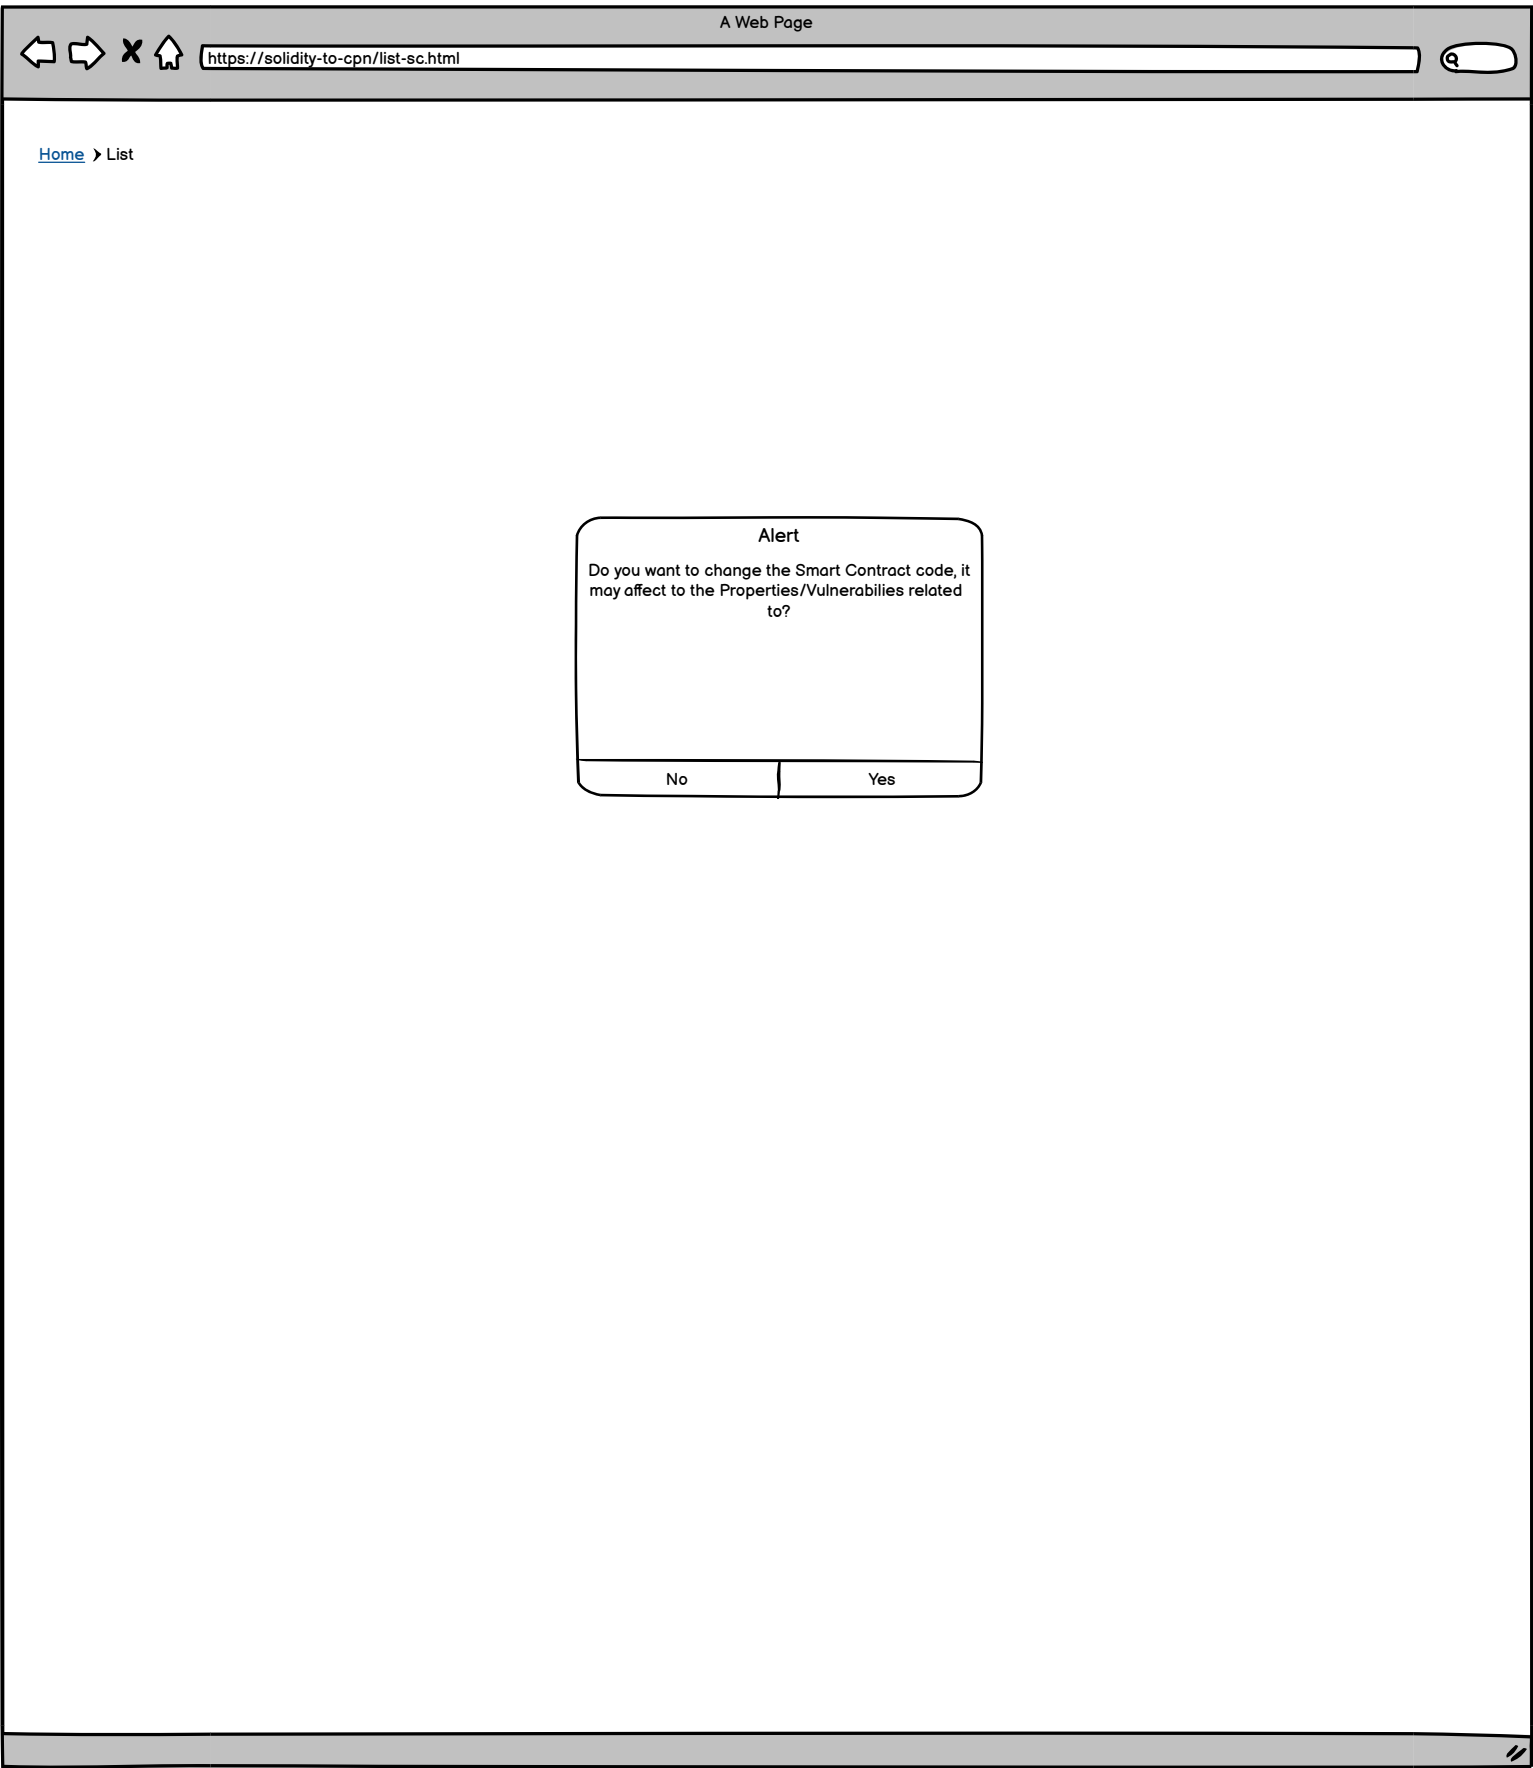 A Web Page
https://solidity-to-cpn/list-sc.html
Home List
Alert
Do you want to change the Smart Contract code, it
may affect to the Properties/Vulnerabilies related
to?
No Yes